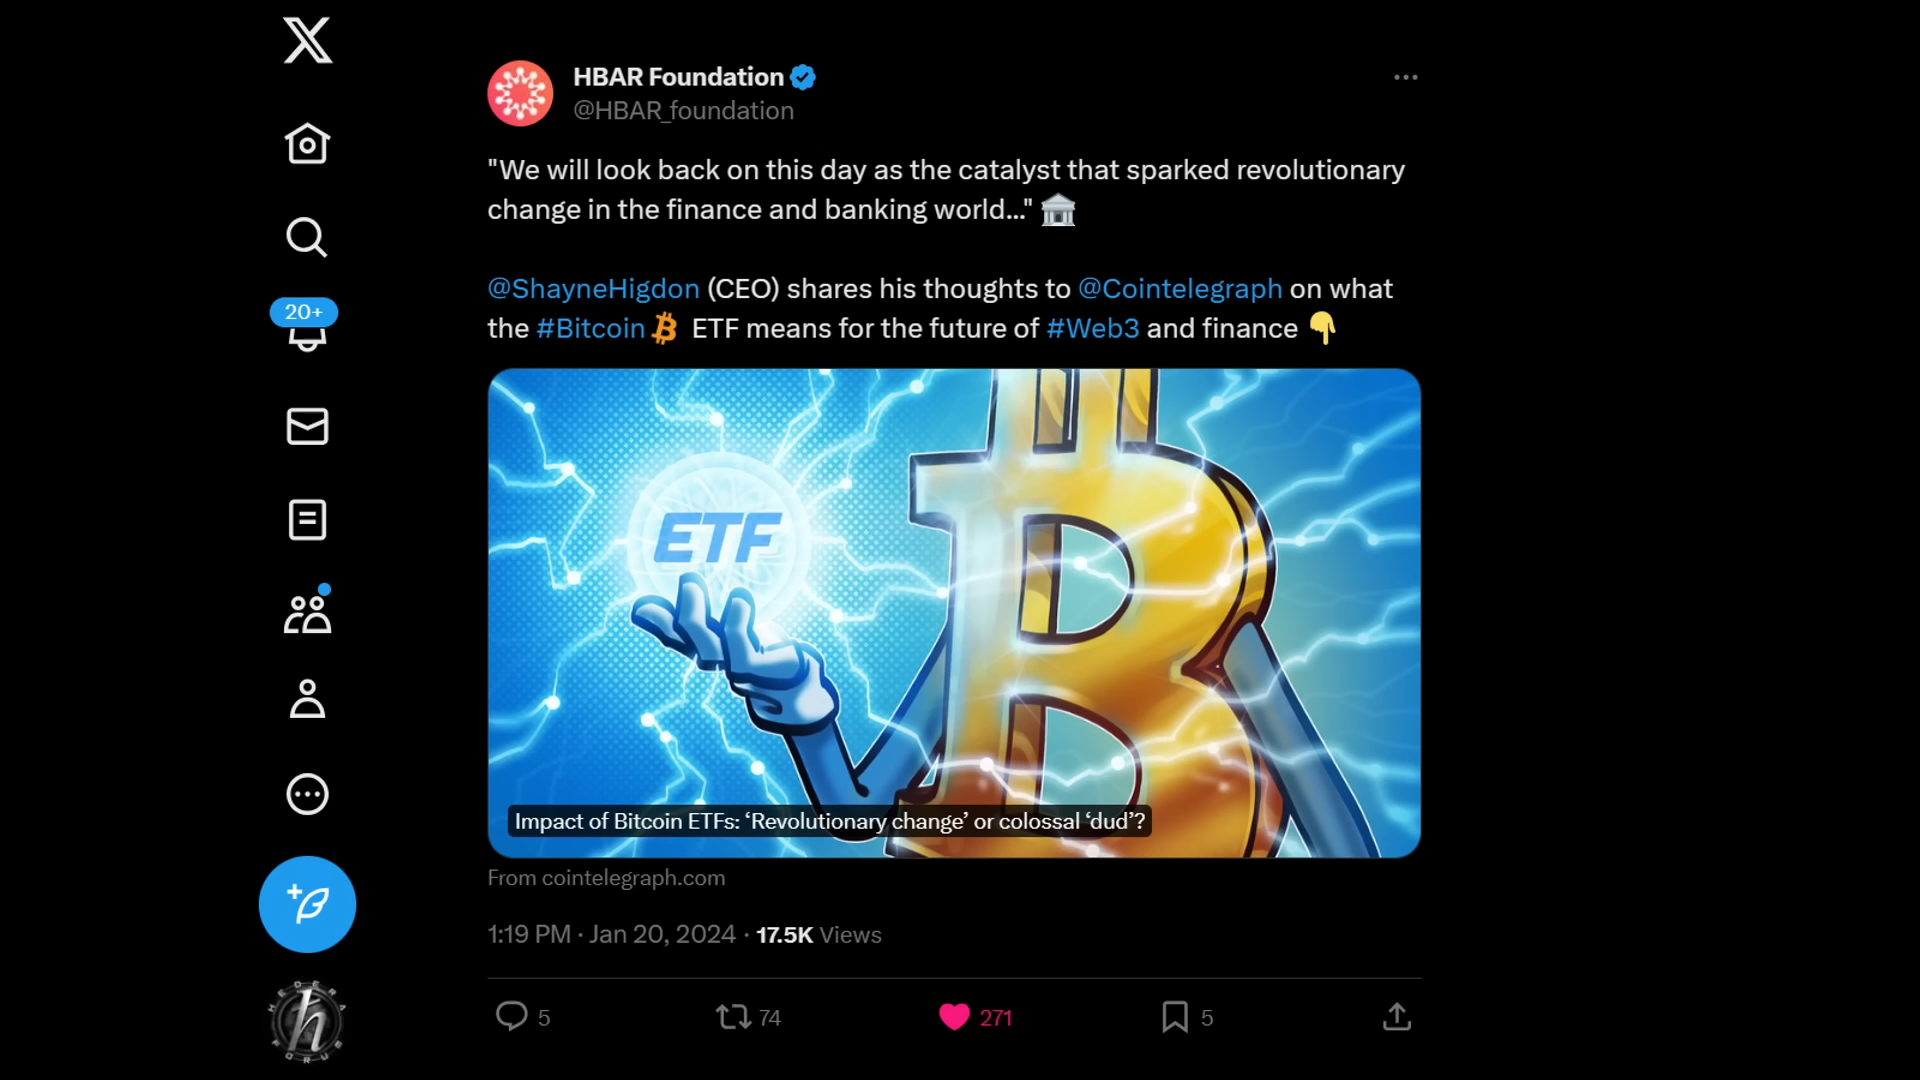 HBAR Foundation
@HBAR_foundation
"We will look back on this day as the catalyst that sparked revolutionary
change in the finance and banking world..." 🏛️
@ShayneHigdon (CEO) shares his thoughts to @Cointelegraph on what
the #Bitcoin ETF means for the future of #Web3 and finance 👇
ETF
Impact of Bitcoin ETFs: ‘Revolutionary change’ or colossal ‘dud’?
From cointelegraph.com
1:19 PM · Jan 20, 2024 · 17.5K Views
5 74 271 5
20+
HEDERA
h
FORUS